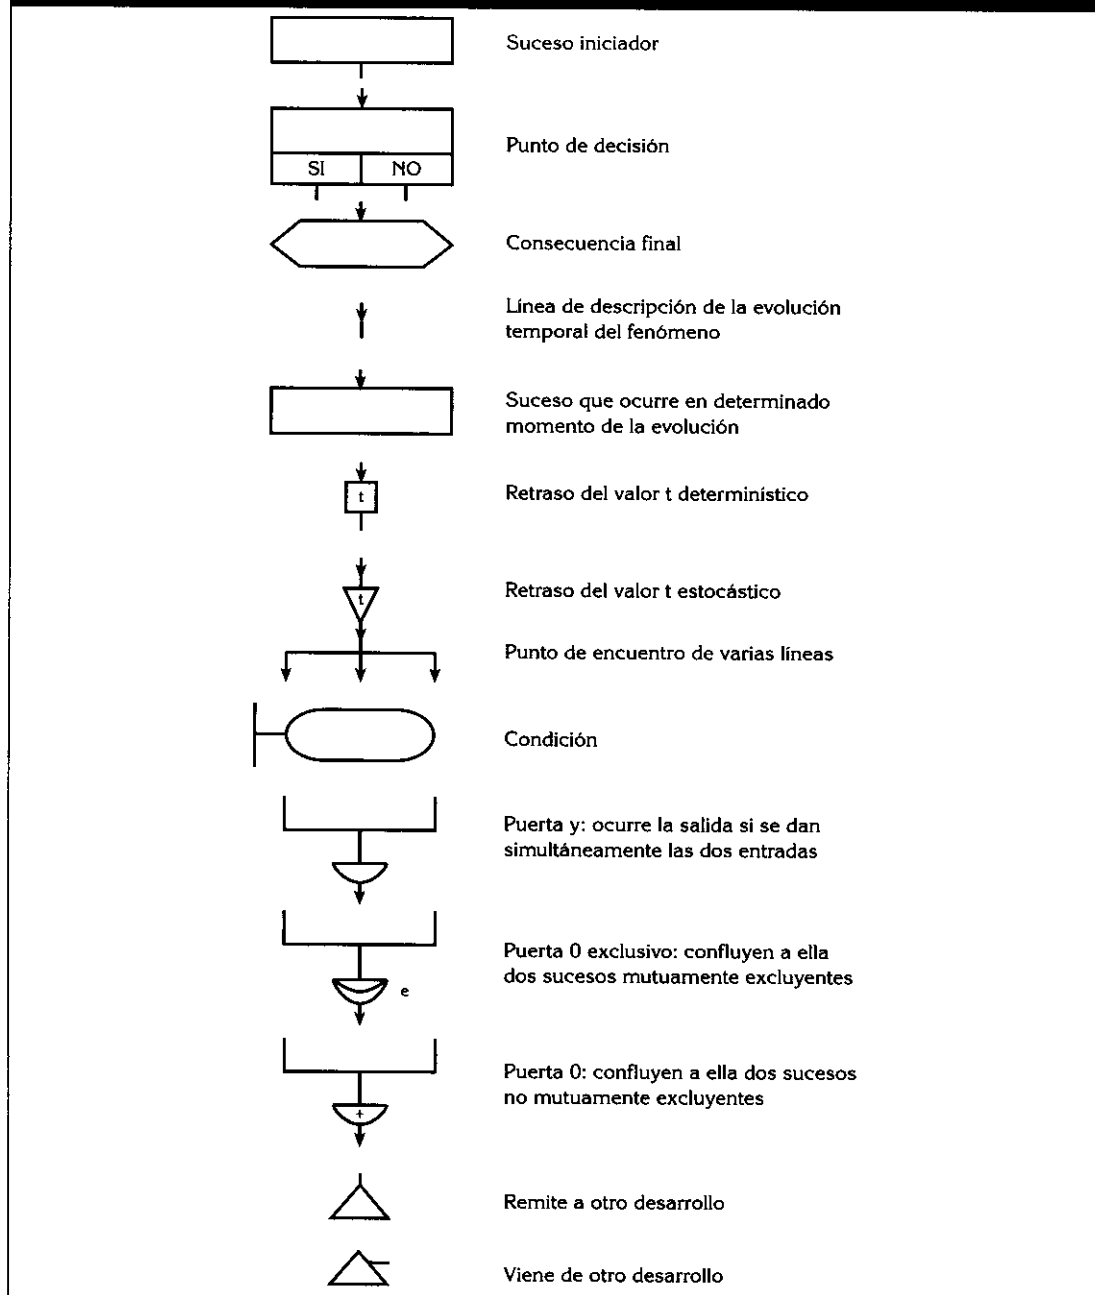 Suceso iniciador
Punto de decisión
SI NO
Consecuencia final
Línea de descripción de la evolución
temporal del fenómeno
Suceso que ocurre en determinado
momento de la evolución
t
Retraso del valor t determinístico
t
Retraso del valor t estocástico
Punto de encuentro de varias líneas
Condición
Puerta y: ocurre la salida si se dan
simultáneamente las dos entradas
Puerta 0 exclusivo: confluyen a ella
dos sucesos mutuamente excluyentes
e
Puerta 0: confluyen a ella dos sucesos
no mutuamente excluyentes
+
Remite a otro desarrollo
Viene de otro desarrollo